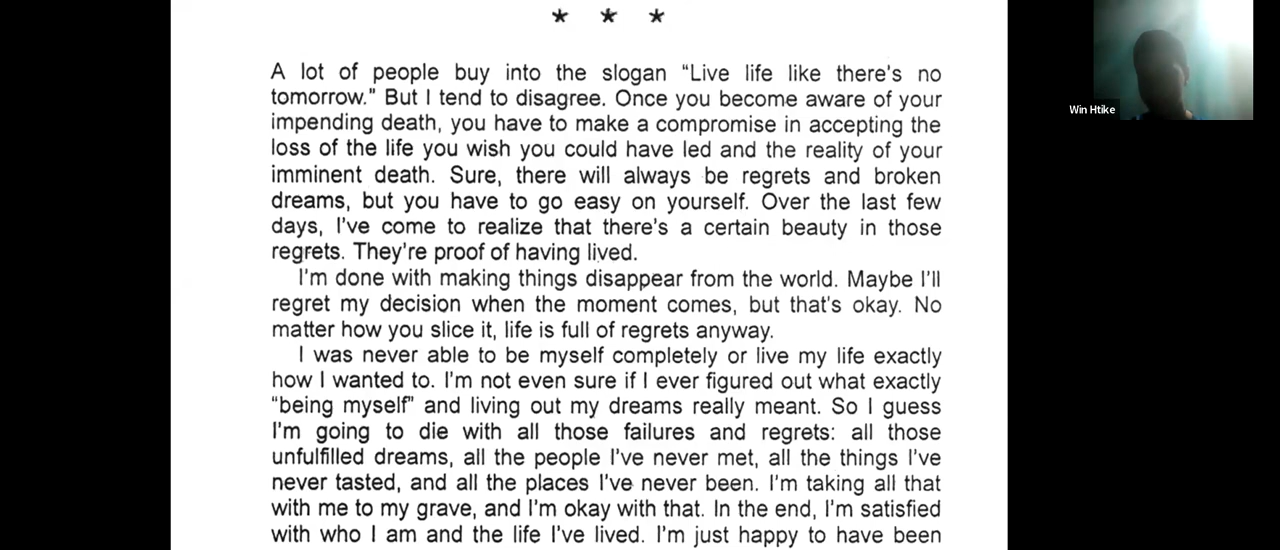 * * *
A lot of people buy into the slogan “Live life like there's no
tomorrow.” But I tend to disagree. Once you become aware of your
impending death, you have to make a compromise in accepting the
loss of the life you wish you could have led and the reality of your
imminent death. Sure, there will always be regrets and broken
dreams, but you have to go easy on yourself. Over the last few
days, I've come to realize that there's a certain beauty in those
regrets. They're proof of having lived.
I'm done with making things disappear from the world. Maybe I'll
regret my decision when the moment comes, but that's okay. No
matter how you slice it, life is full of regrets anyway.
I was never able to be myself completely or live my life exactly
how I wanted to. I'm not even sure if I ever figured out what exactly
“being myself” and living out my dreams really meant. So I guess
I'm going to die with all those failures and regrets: all those
unfulfilled dreams, all the people I've never met, all the things I've
never tasted, and all the places I've never been. I'm taking all that
with me to my grave, and I'm okay with that. In the end, I'm satisfied
with who I am and the life I've lived. I'm just happy to have been
Win Htike